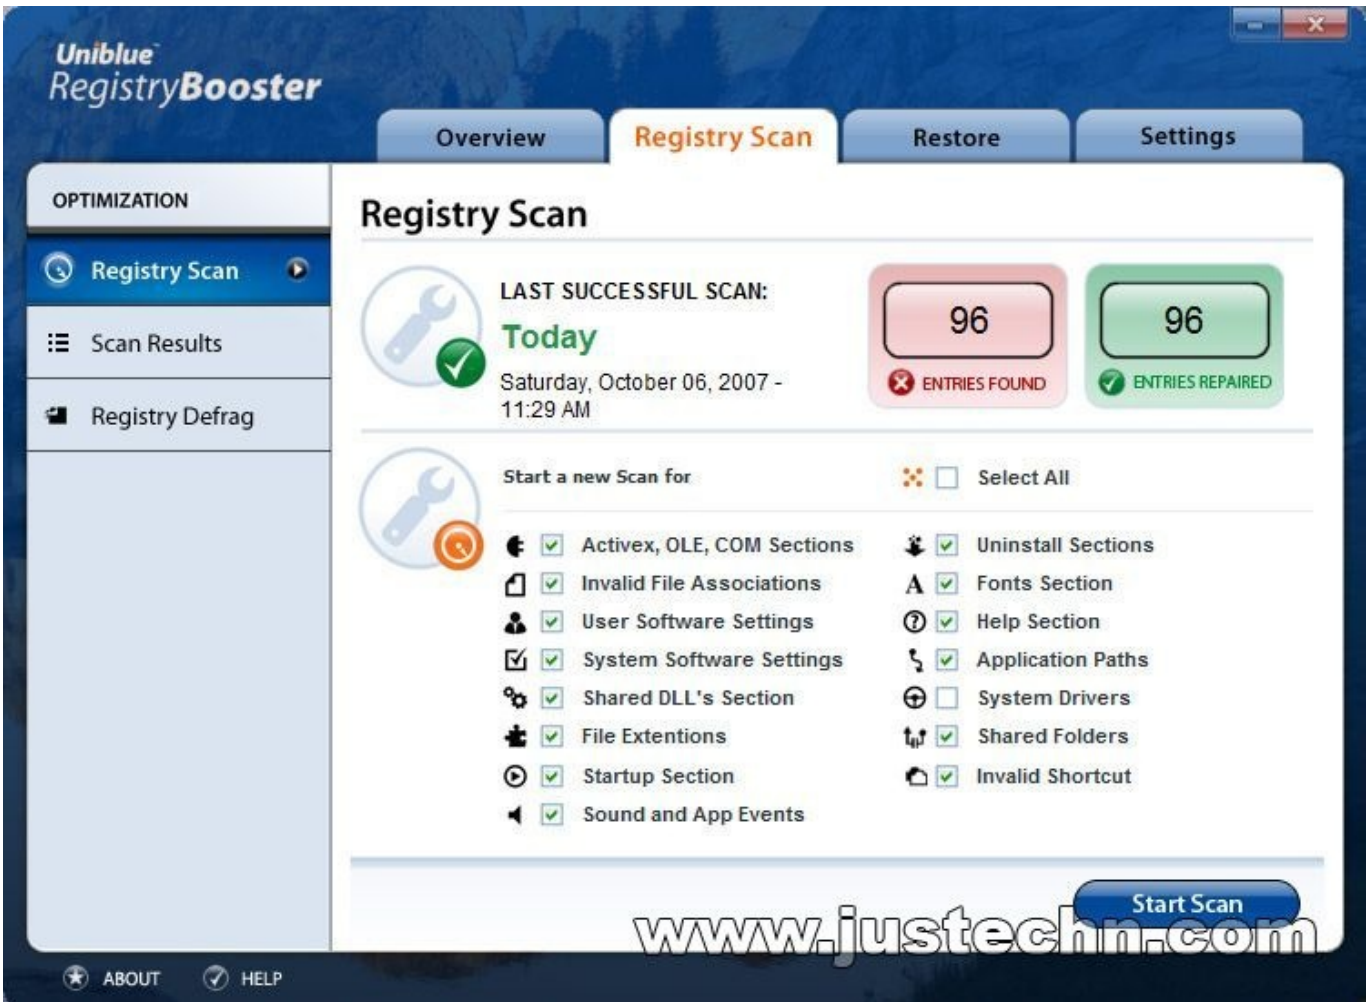 Uniblue
RegistryBooster
Overview
Registry Scan
Restore
Settings
OPTIMIZATION
Registry Scan
Scan Results
Registry Defrag
Registry Scan
LAST SUCCESSFUL SCAN:
Today
Saturday, October 06, 2007 -
11:29 AM
96
ENTRIES FOUND
96
ENTRIES REPAIRED
Start a new Scan for
Select All
Activex, OLE, COM Sections
Invalid File Associations
User Software Settings
System Software Settings
Shared DLL's Section
File Extentions
Startup Section
Sound and App Events
Uninstall Sections
Fonts Section
Help Section
Application Paths
System Drivers
Shared Folders
Invalid Shortcut
Start Scan
www.justechn.com
ABOUT
HELP